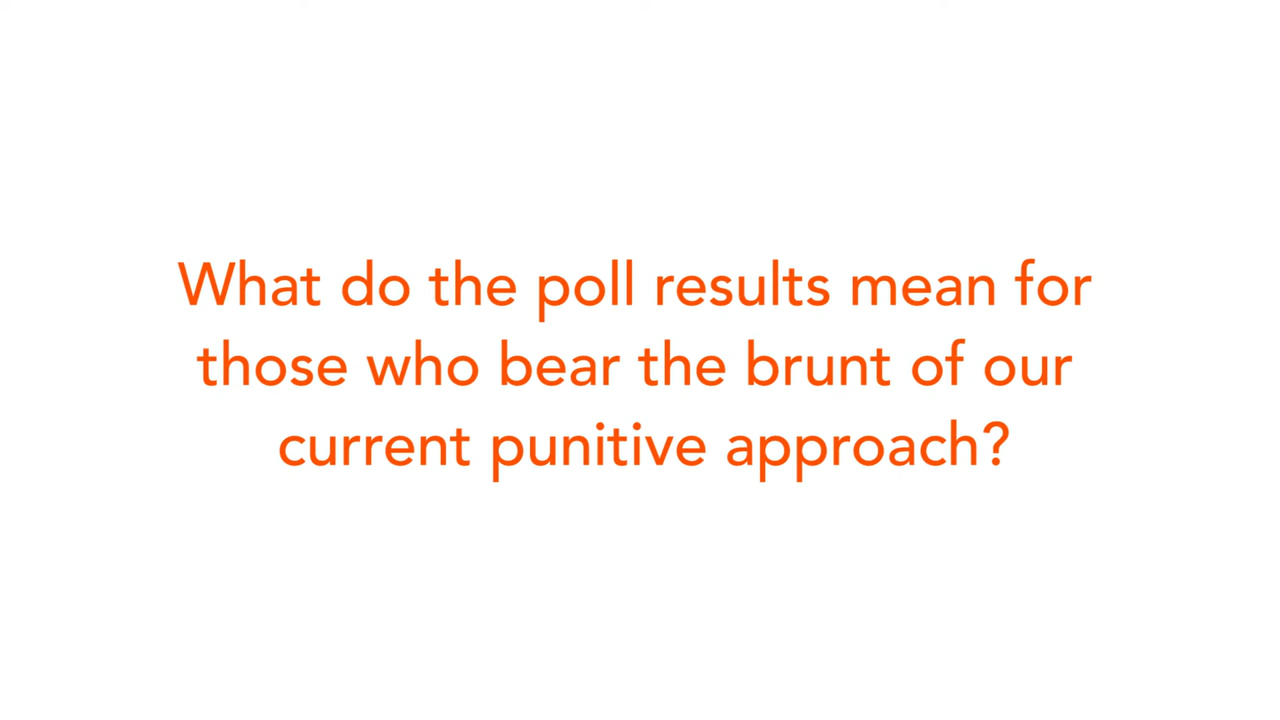 What do the poll results mean for
those who bear the brunt of our
current punitive approach?